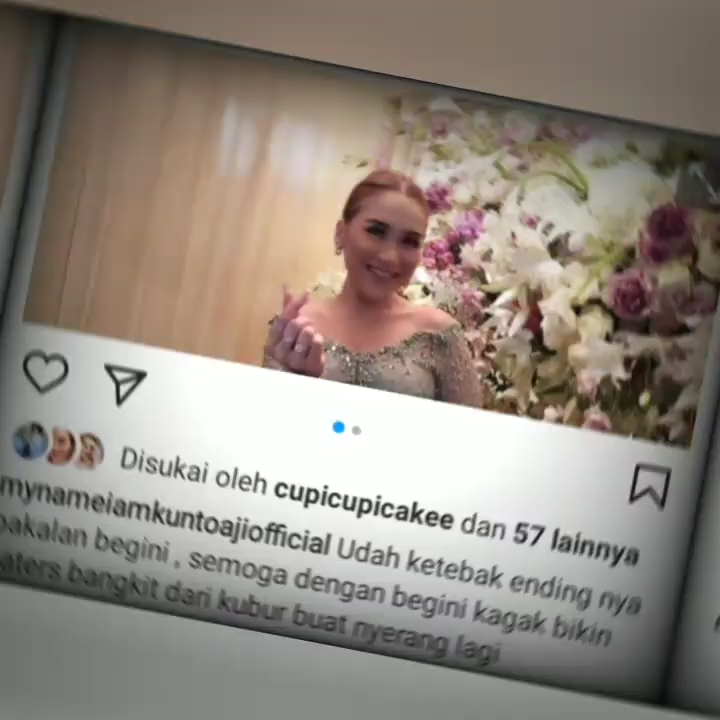 Disukai oleh cupicupicakee dan 57 lainnya
mynameiamkuntoajiofficial Udah ketebak ending nya
bakalan begini , semoga dengan begini kagak bikin
aters bangkit dari kubur buat nyerang lagi